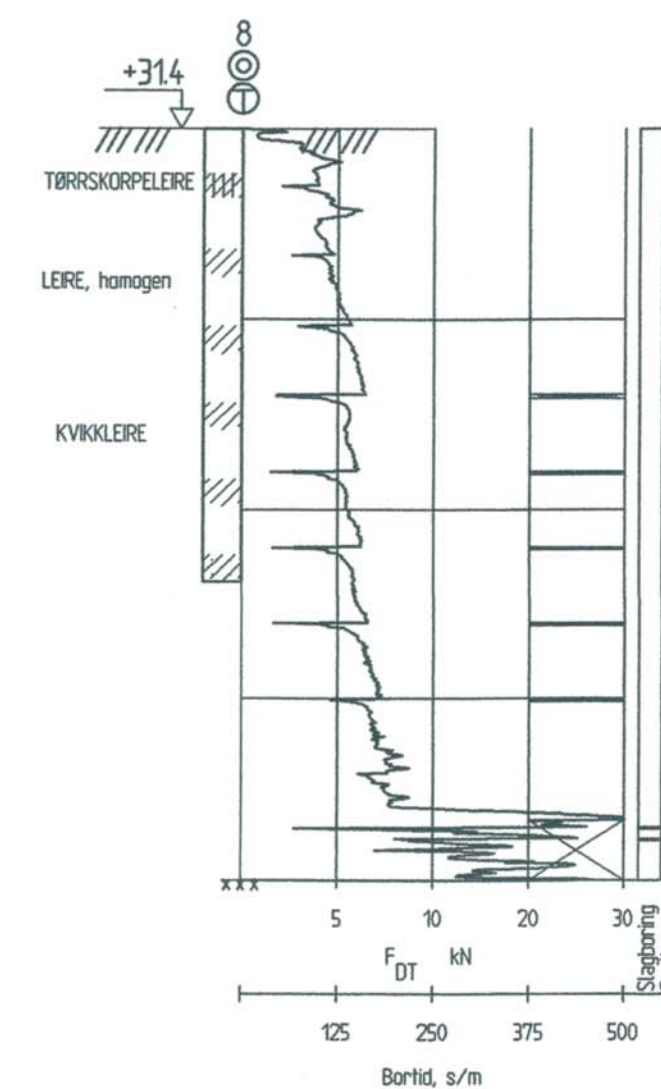 8
+31.4
T
TØRRSKORPELEIRE
LEIRE, homogen
KVIKKLEIRE
x x x
5 10 20 30
F DT kN
Slagboring
125 250 375 500
Bortid, s/m